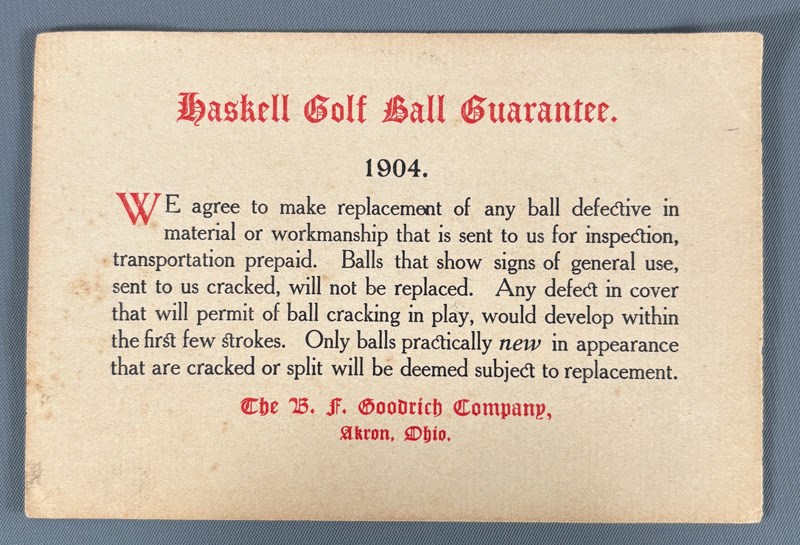 Haskell Golf Ball Guarantee.
1904.
WE agree to make replacement of any ball defective in
material or workmanship that is sent to us for inspection,
transportation prepaid. Balls that show signs of general use,
sent to us cracked, will not be replaced. Any defect in cover
that will permit of ball cracking in play, would develop within
the first few strokes. Only balls practically new in appearance
that are cracked or split will be deemed subject to replacement.
The B. F. Goodrich Company,
Akron, Ohio.